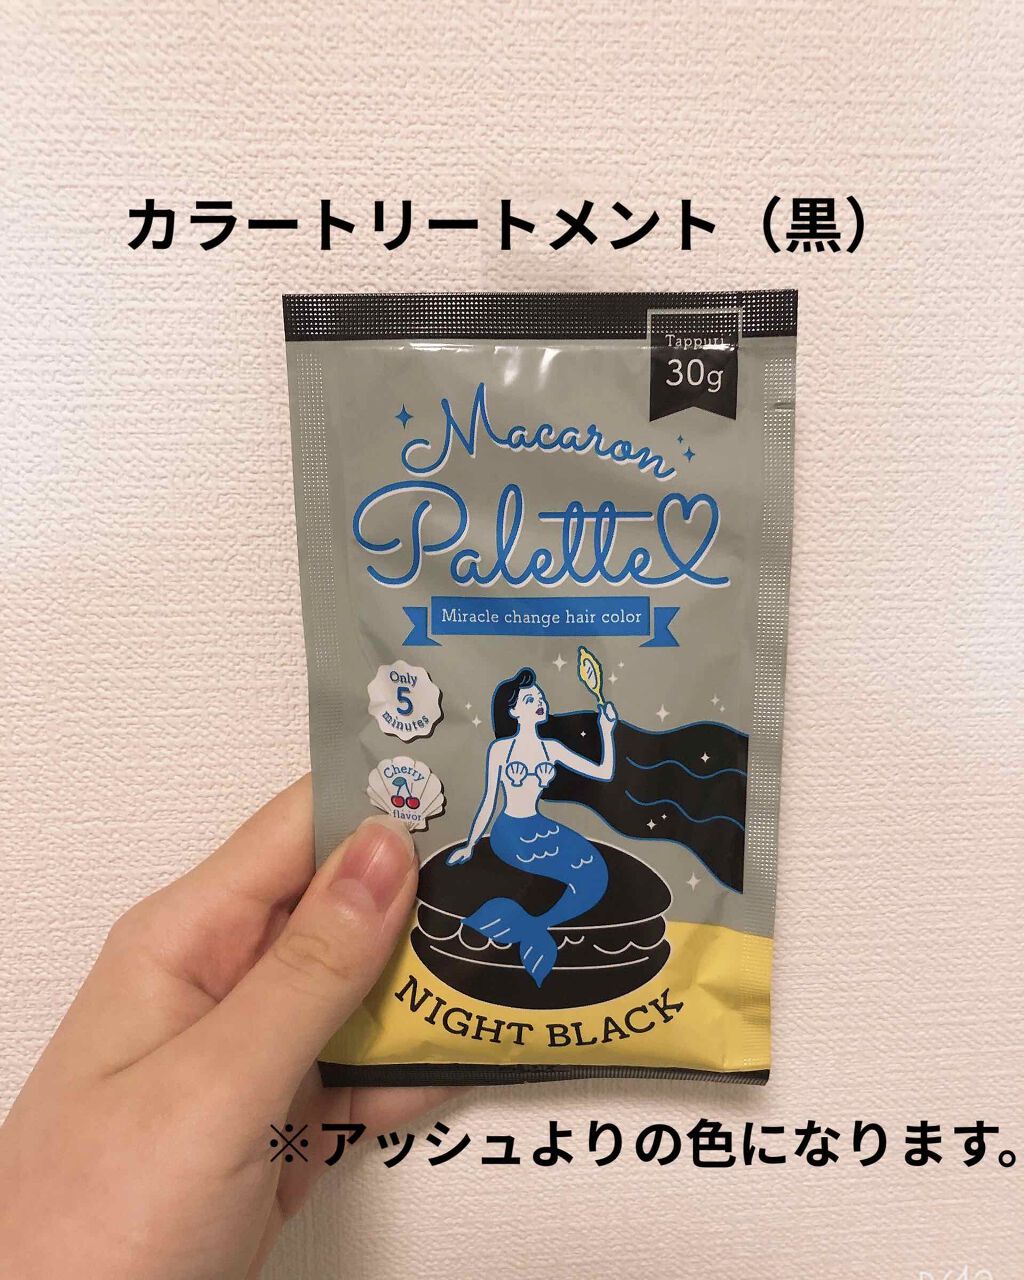 カラートリートメント（黒）
Tappuri
30g
Macaron
Palette
Miracle change hair color
Only
5
minutes
Cherry
flavor
NIGHT BLACK
※アッシュよりの色になります。